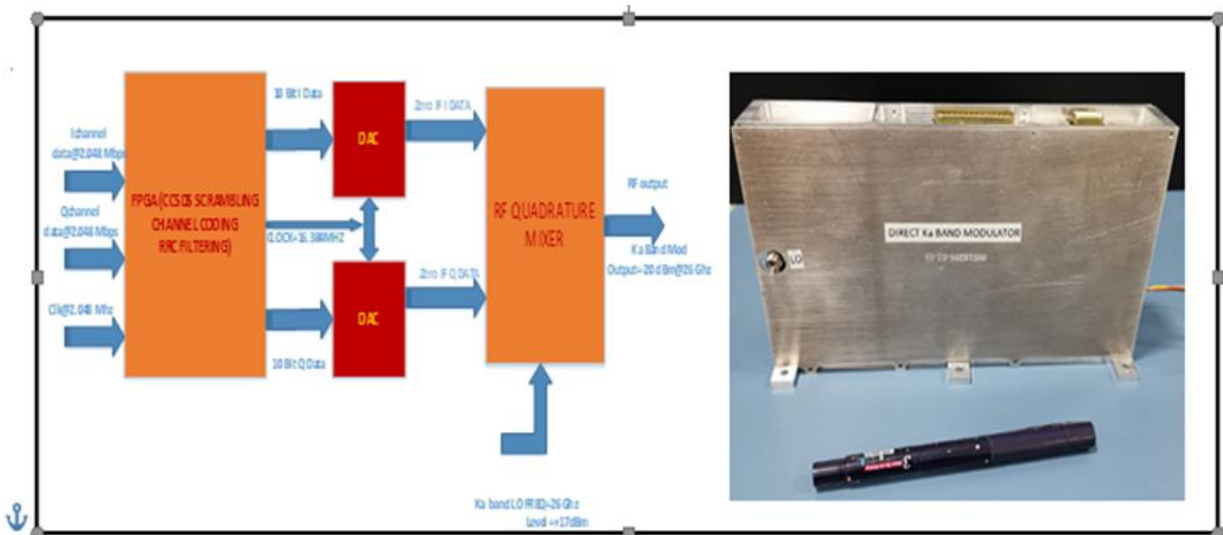 Ichannel
data@2.048 Mbps
Qchannel
data@2.048 Mbps
Clk@2.048 Mhz
FPGA (CCSDS SCRAMBLING
CHANNEL CODING
RRC FILTERING)
10 Bit I Data
CLOCK=16.384MHZ
10 Bit Q Data
DAC
DAC
Zero IF I DATA
Zero IF Q DATA
RF QUADRATURE
MIXER
RF output
Ka Band Mod
Output=-20 dBm@26 Ghz
Ka band LO FREQ=26 Ghz
Level =+17dBm
DIRECT Ka BAND MODULATOR
LO